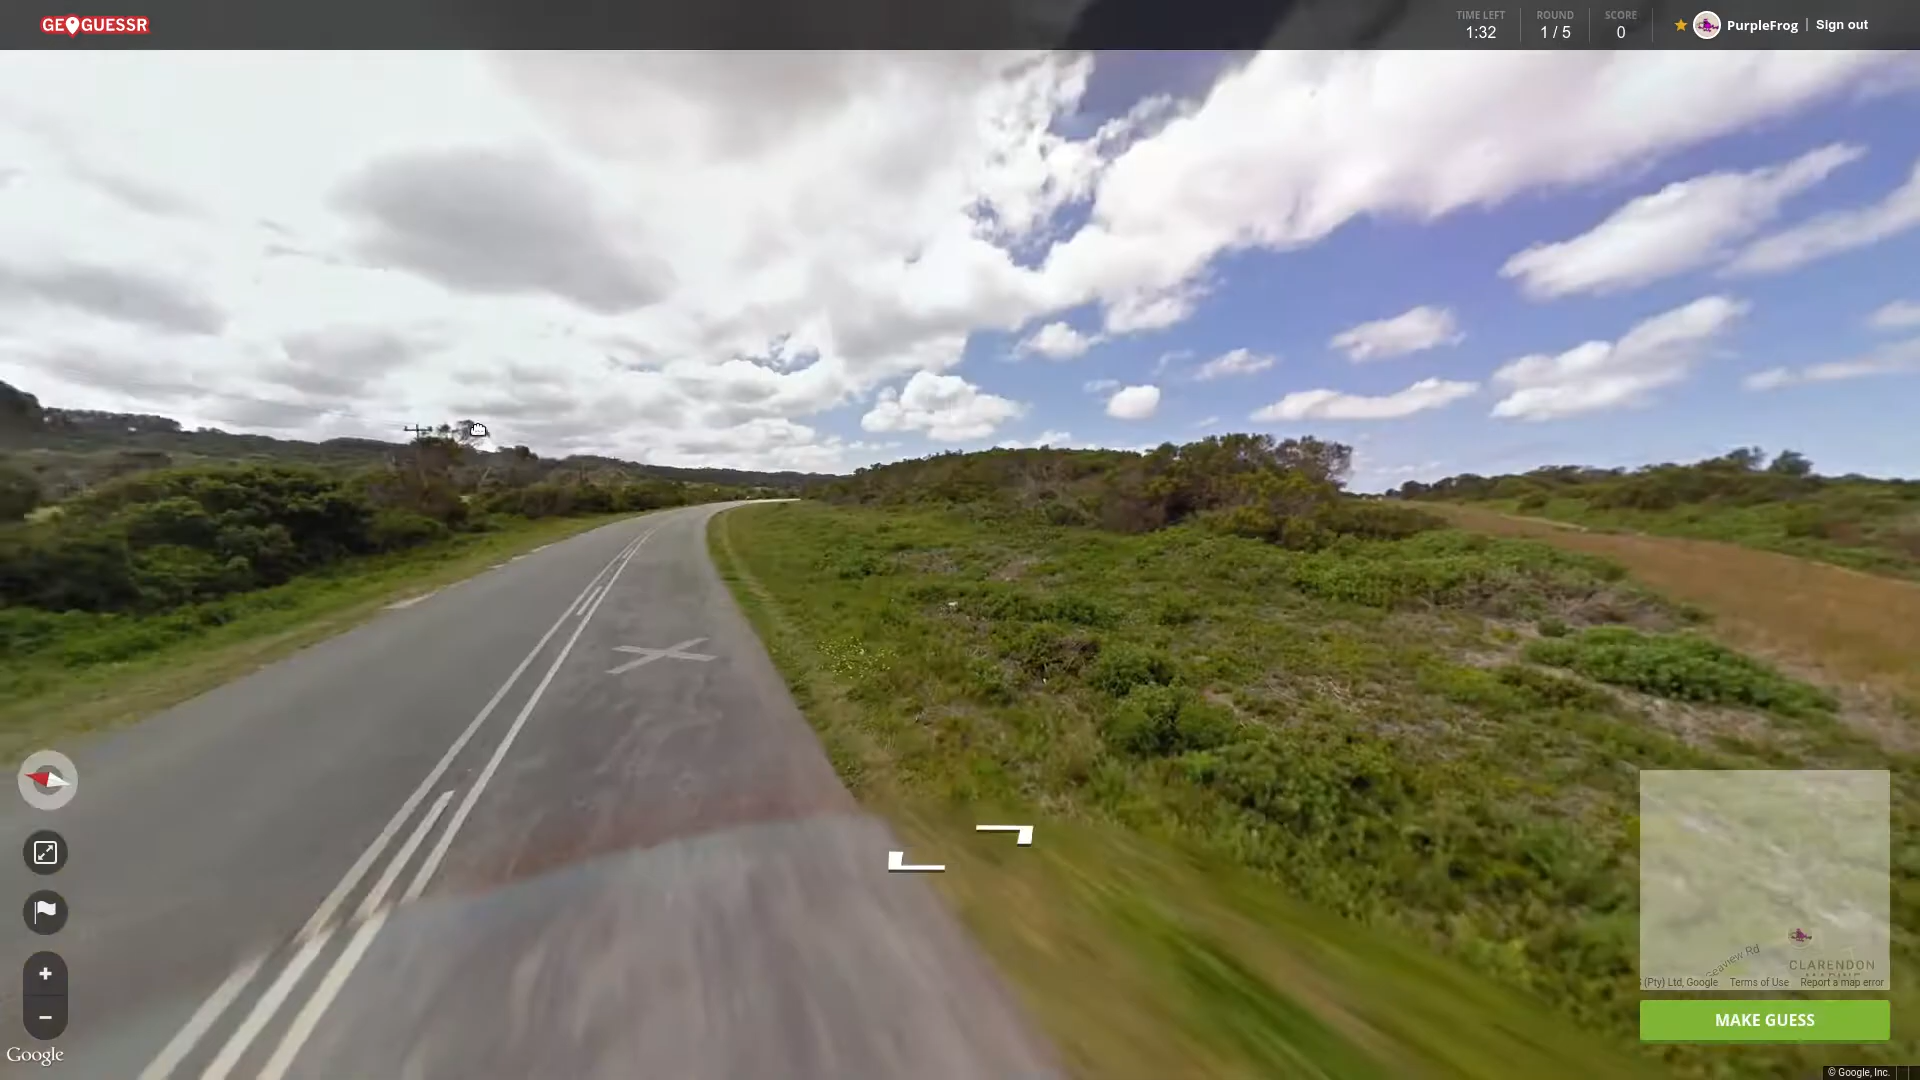 GEOGUESSR
TIME LEFT
1:32
ROUND
1 / 5
SCORE
0
PurpleFrog
Sign out
Seaview Rd
CLARENDON
MARINE
(Pty) Ltd, Google
Terms of Use
Report a map error
MAKE GUESS
Google
© Google, Inc.